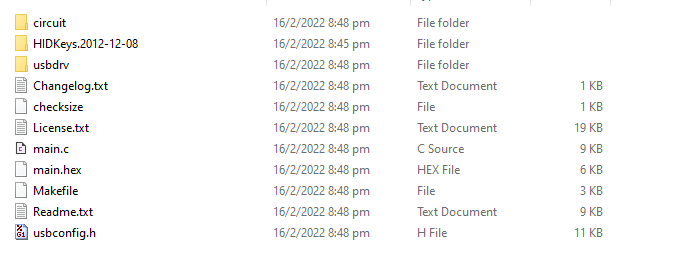 circuit 16/2/2022 8:48 pm File folder
HIDKeys.2012-12-08 16/2/2022 8:45 pm File folder
usbdrv 16/2/2022 8:48 pm File folder
Changelog.txt 16/2/2022 8:48 pm Text Document 1 KB
checksize 16/2/2022 8:48 pm File 1 KB
License.txt 16/2/2022 8:48 pm Text Document 19 KB
main.c 16/2/2022 8:48 pm C Source 9 KB
main.hex 16/2/2022 8:48 pm HEX File 6 KB
Makefile 16/2/2022 8:48 pm File 3 KB
Readme.txt 16/2/2022 8:48 pm Text Document 9 KB
usbconfig.h 16/2/2022 8:48 pm H File 11 KB